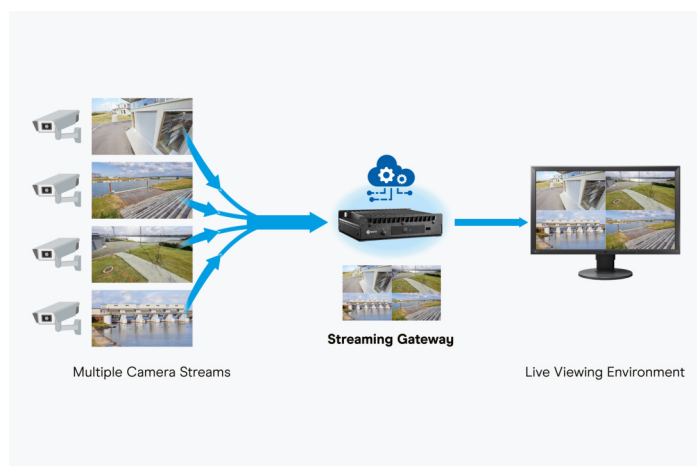 Streaming Gateway
Multiple Camera Streams
Live Viewing Environment